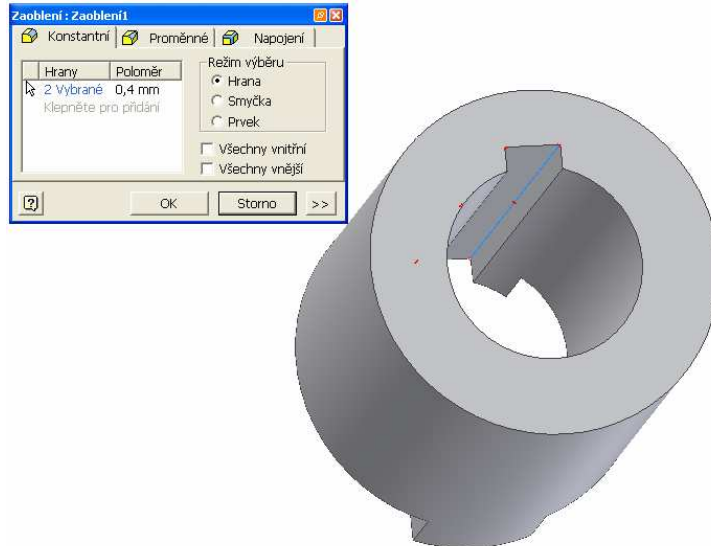 Zaoblení : Zaoblení1
Konstantní Proměnné Napojení
Hrany Poloměr
2 Vybrané 0,4 mm
Klepněte pro přidání
Režim výběru
Hrana
Smyčka
Prvek
Všechny vnitřní
Všechny vnější
? OK Storno >>